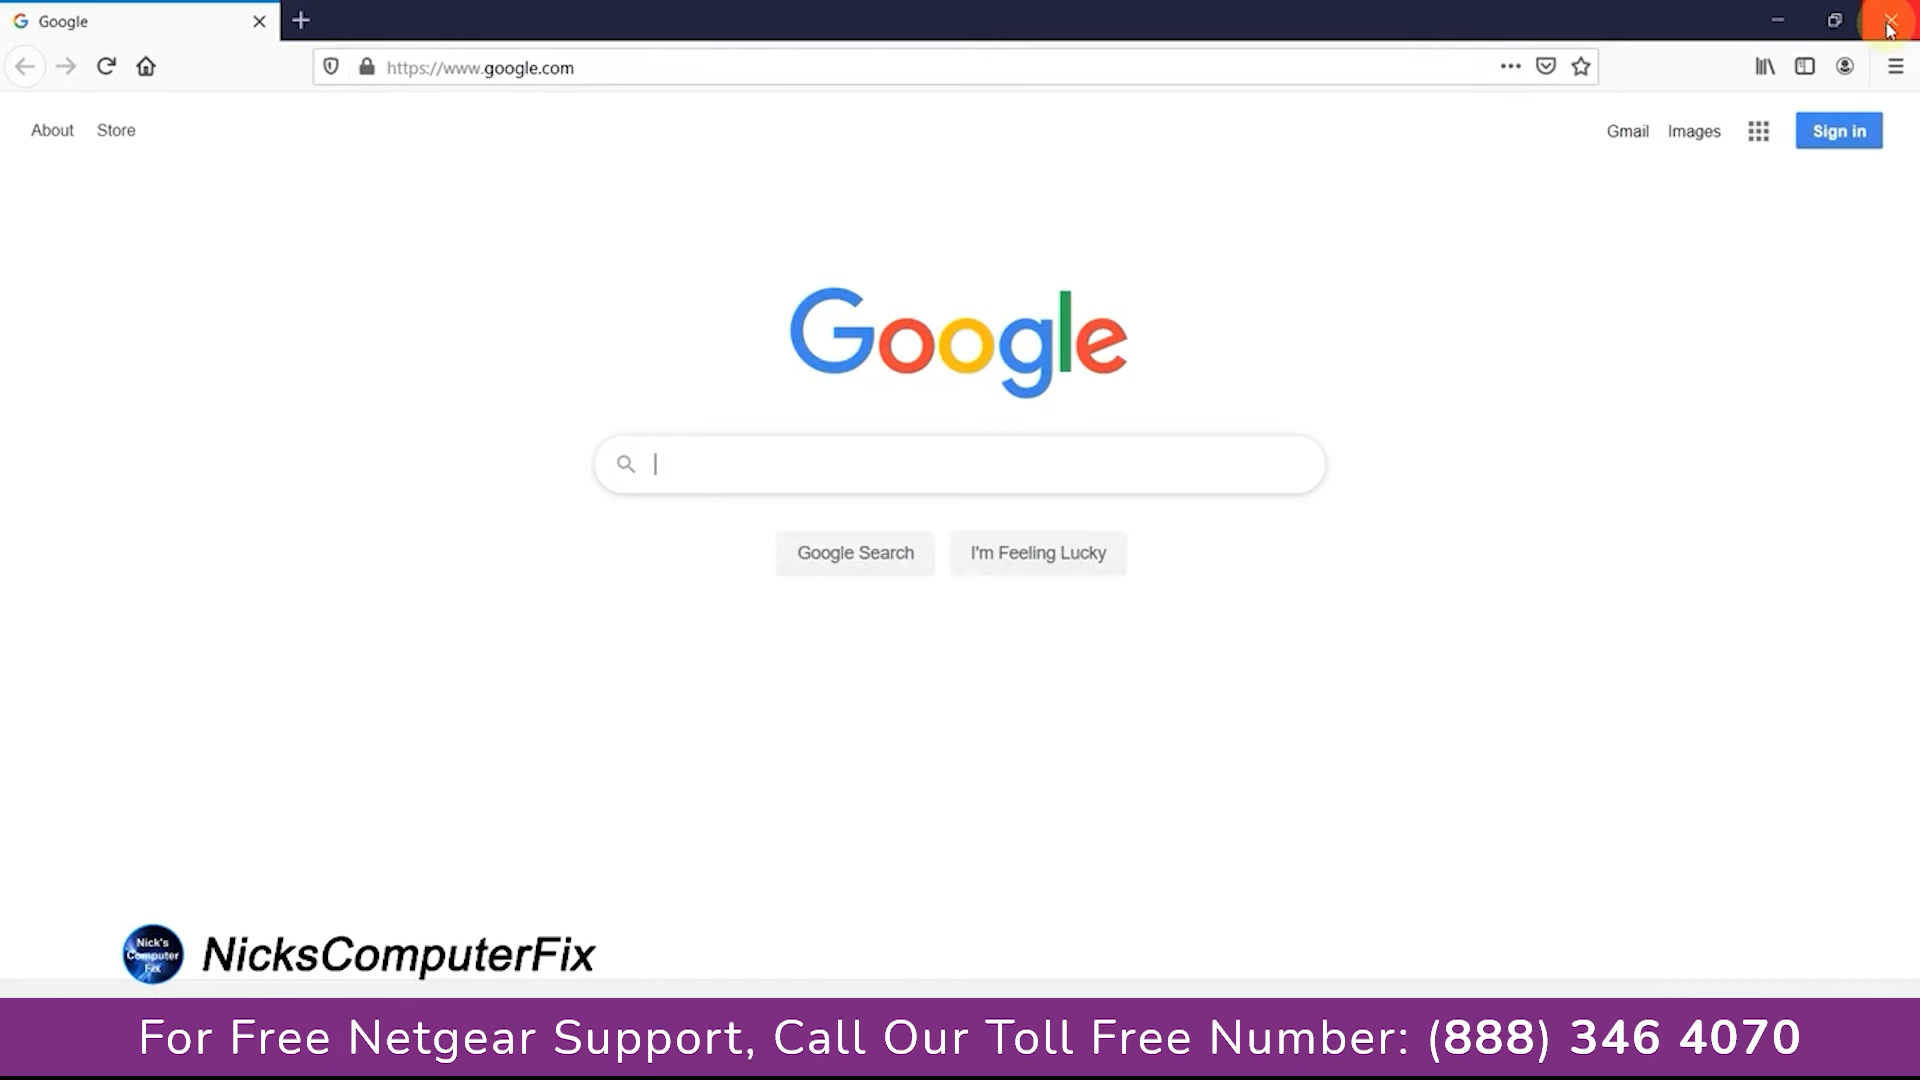 Google
https://www.google.com
About Store
Gmail Images Sign in
Google
Google Search I'm Feeling Lucky
Nick's
Computer
Fix
NicksComputerFix
For Free Netgear Support, Call Our Toll Free Number: (888) 346 4070